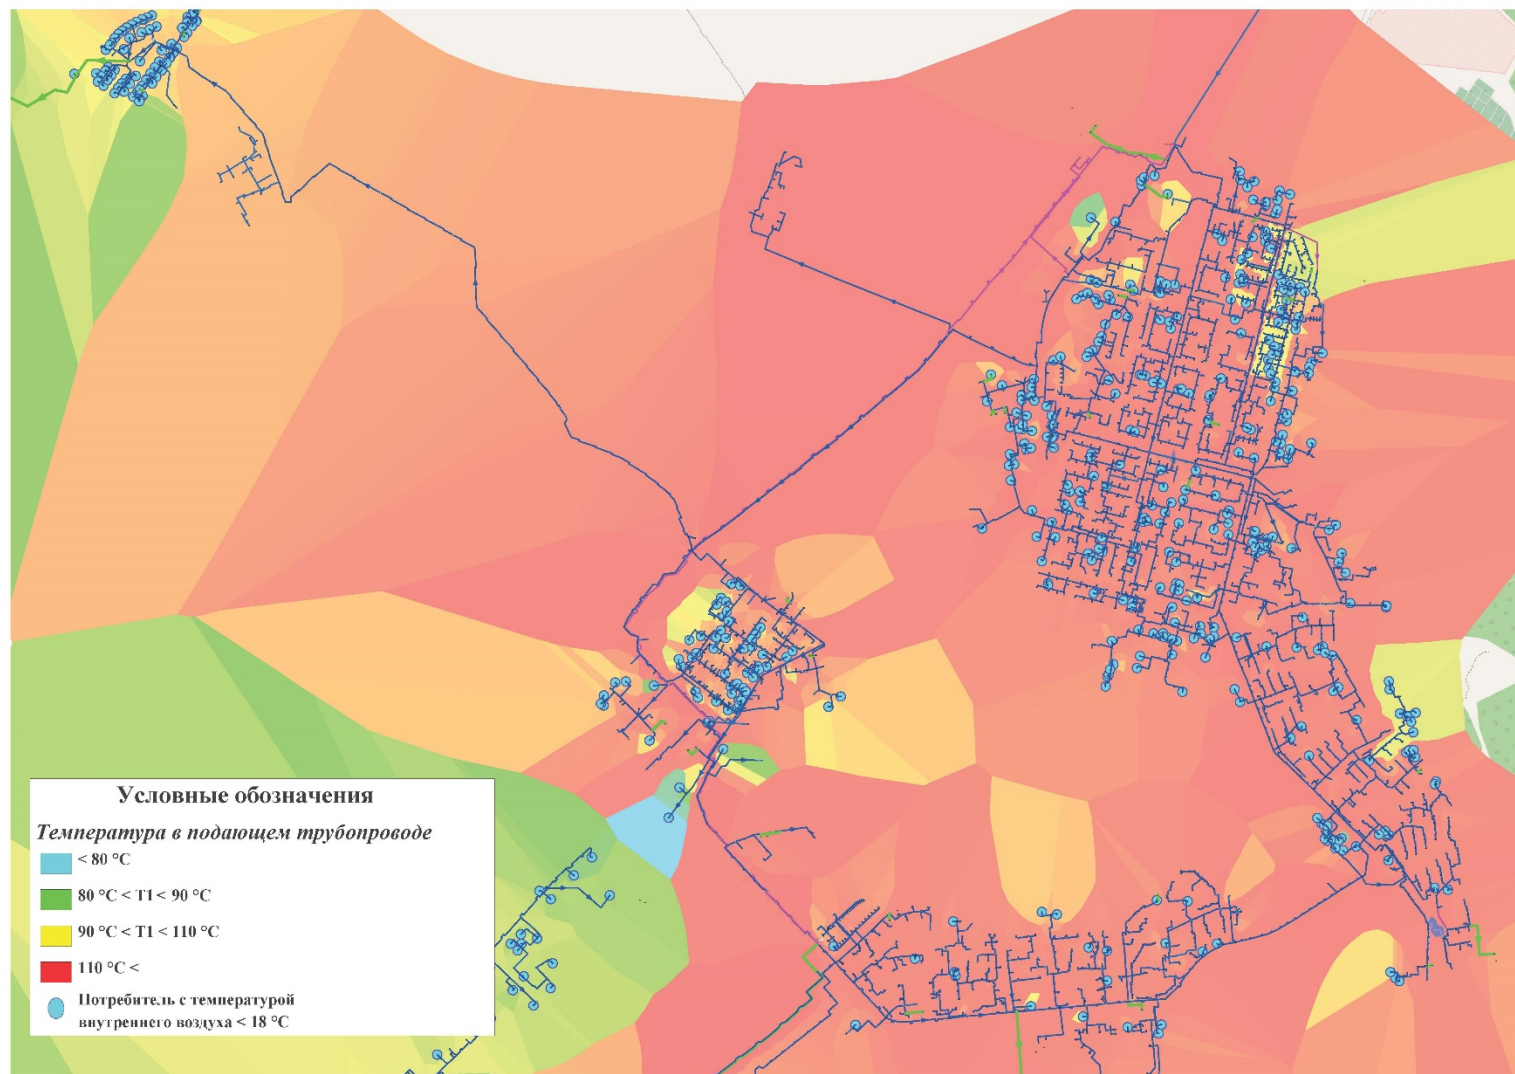 Условные обозначения
Температура в подающем трубопроводе
< 80 °C
80 °C < T1 < 90 °C
90 °C < T1 < 110 °C
110 °C <
Потребитель с температурой
внутреннего воздуха < 18 °C